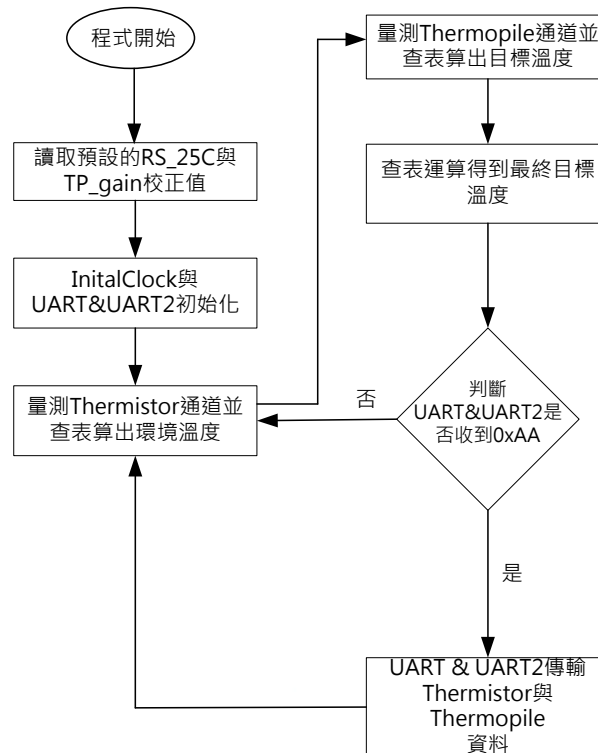 程式開始
讀取預設的RS_25C與
TP_gain校正值
InitalClock與
UART&UART2初始化
量測Thermistor通道並
查表算出環境溫度
量測Thermopile通道並
查表算出目標溫度
查表運算得到最終目標
溫度
判斷
UART&UART2是
否收到0xAA
否
是
UART & UART2傳輸
Thermistor與
Thermopile
資料